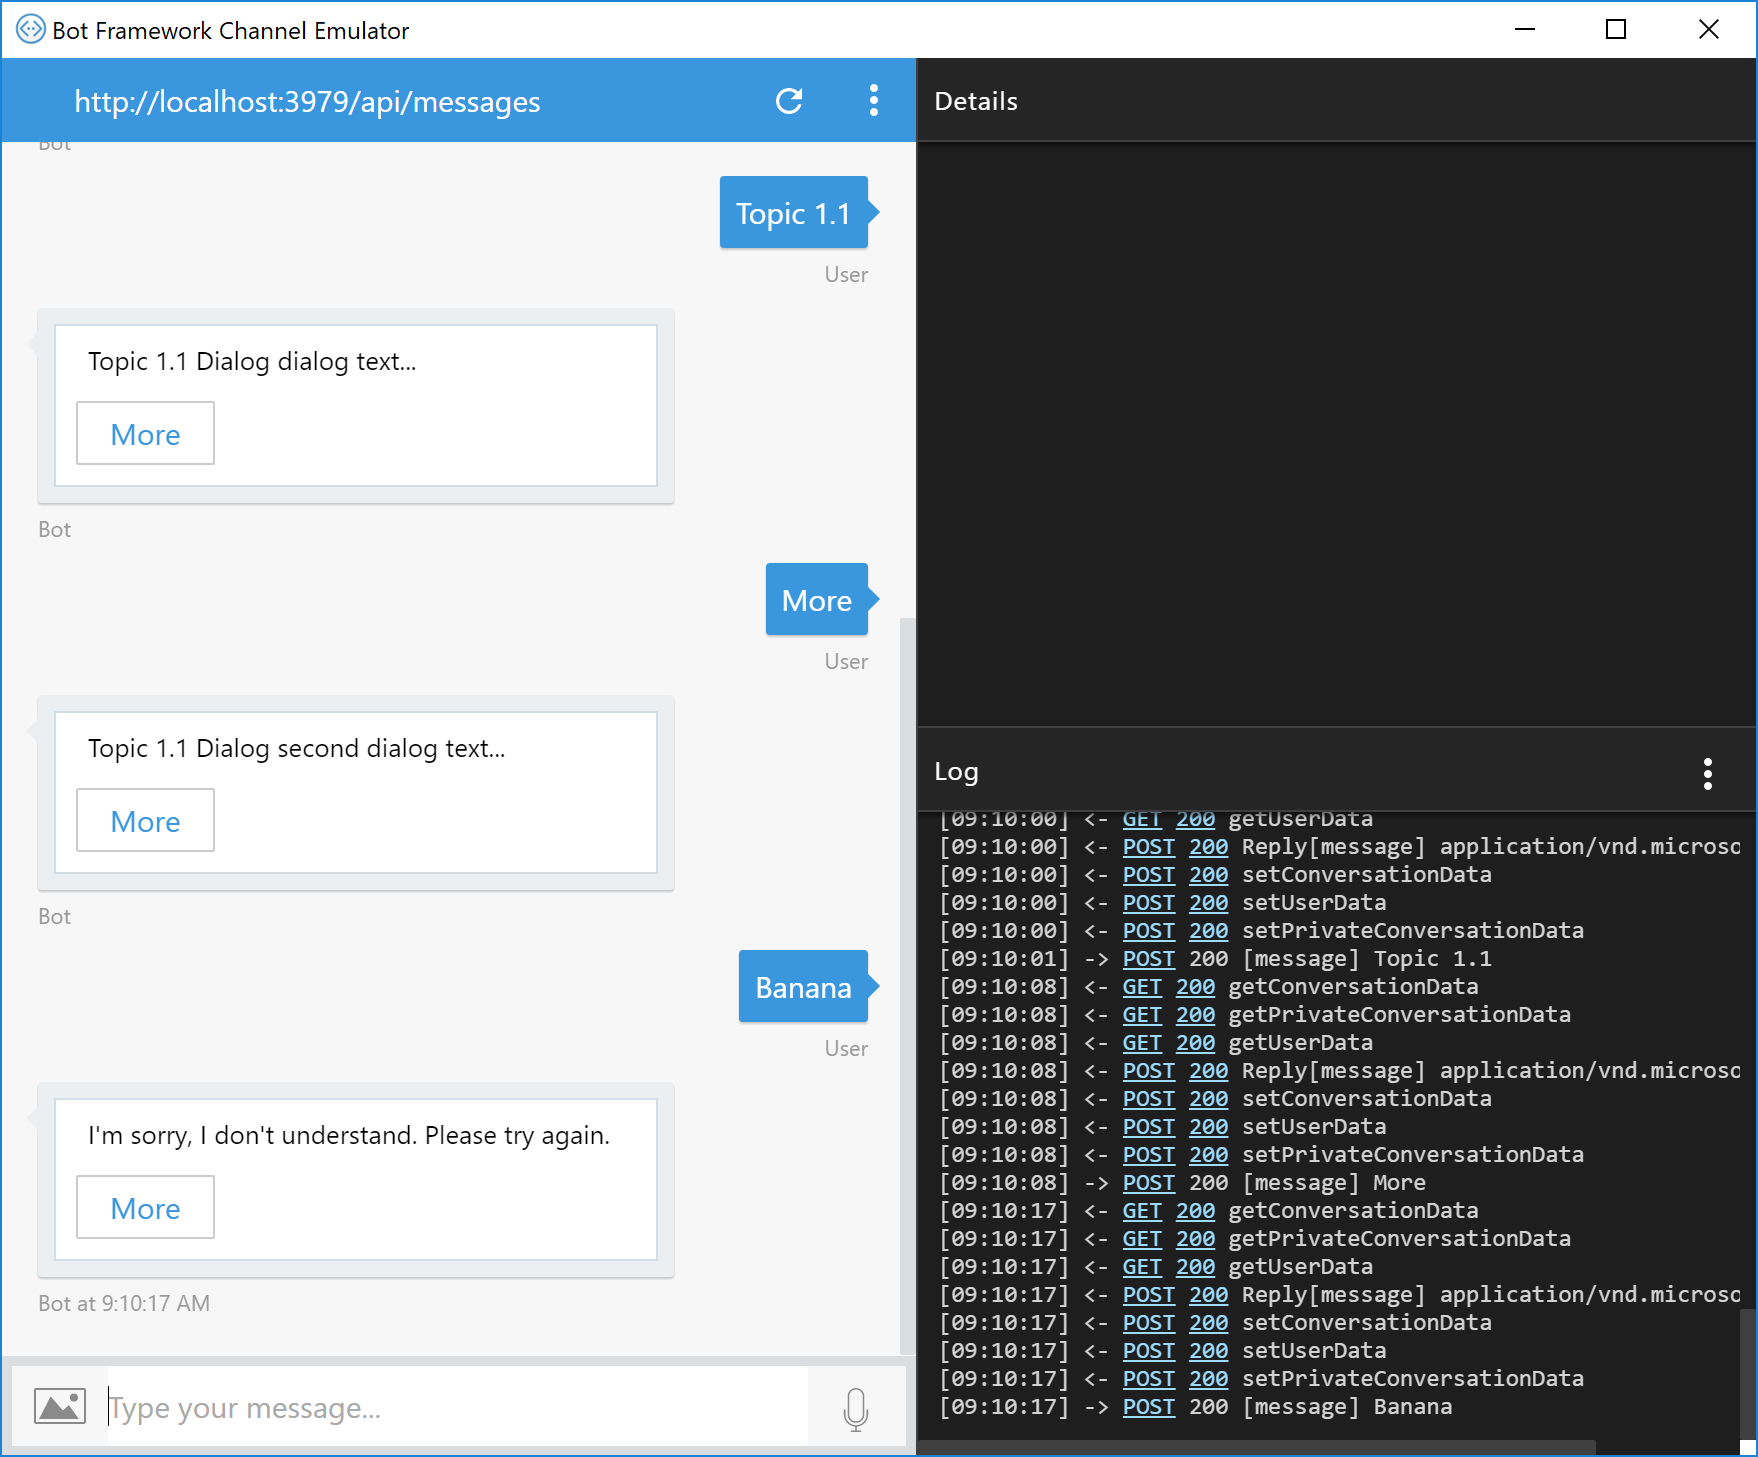 Bot Framework Channel Emulator
http://localhost:3979/api/messages
Bot
Topic 1.1
User
Topic 1.1 Dialog dialog text...
More
Bot
More
User
Topic 1.1 Dialog second dialog text...
More
Bot
Banana
User
I'm sorry, I don't understand. Please try again.
More
Bot at 9:10:17 AM
Type your message...
Details
Log
[09:10:00] <- GET 200 getUserData
[09:10:00] <- POST 200 Reply[message] application/vnd.microso
[09:10:00] <- POST 200 setConversationData
[09:10:00] <- POST 200 setUserData
[09:10:00] <- POST 200 setPrivateConversationData
[09:10:01] -> POST 200 [message] Topic 1.1
[09:10:08] <- GET 200 getConversationData
[09:10:08] <- GET 200 getPrivateConversationData
[09:10:08] <- GET 200 getUserData
[09:10:08] <- POST 200 Reply[message] application/vnd.microso
[09:10:08] <- POST 200 setConversationData
[09:10:08] <- POST 200 setUserData
[09:10:08] <- POST 200 setPrivateConversationData
[09:10:08] -> POST 200 [message] More
[09:10:17] <- GET 200 getConversationData
[09:10:17] <- GET 200 getPrivateConversationData
[09:10:17] <- GET 200 getUserData
[09:10:17] <- POST 200 Reply[message] application/vnd.microso
[09:10:17] <- POST 200 setConversationData
[09:10:17] <- POST 200 setUserData
[09:10:17] <- POST 200 setPrivateConversationData
[09:10:17] -> POST 200 [message] Banana